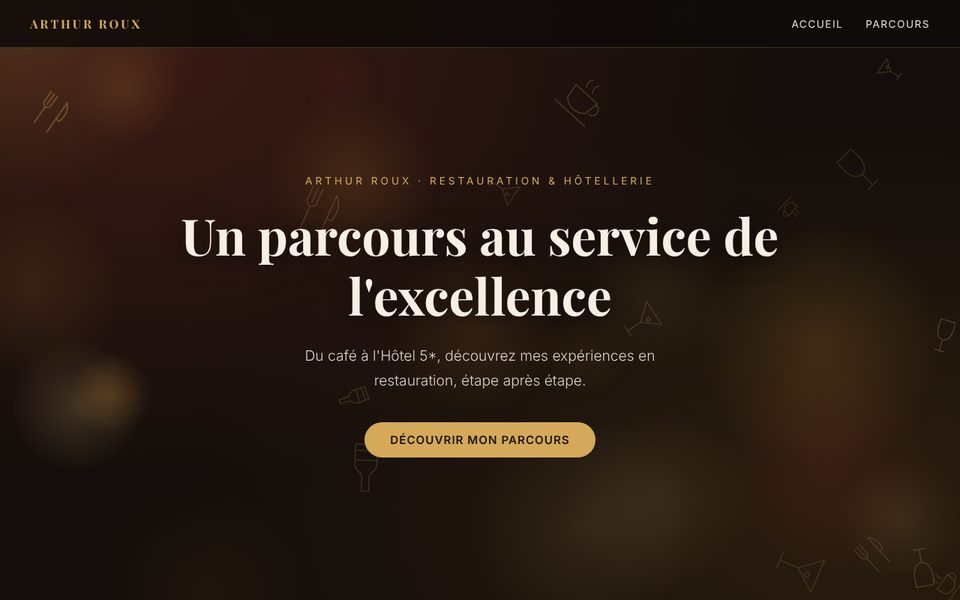 ARTHUR ROUX
ACCUEIL PARCOURS
ARTHUR ROUX · RESTAURATION & HÔTELLERIE
Un parcours au service de
l'excellence
Du café à l'Hôtel 5*, découvrez mes expériences en
restauration, étape après étape.
DÉCOUVRIR MON PARCOURS